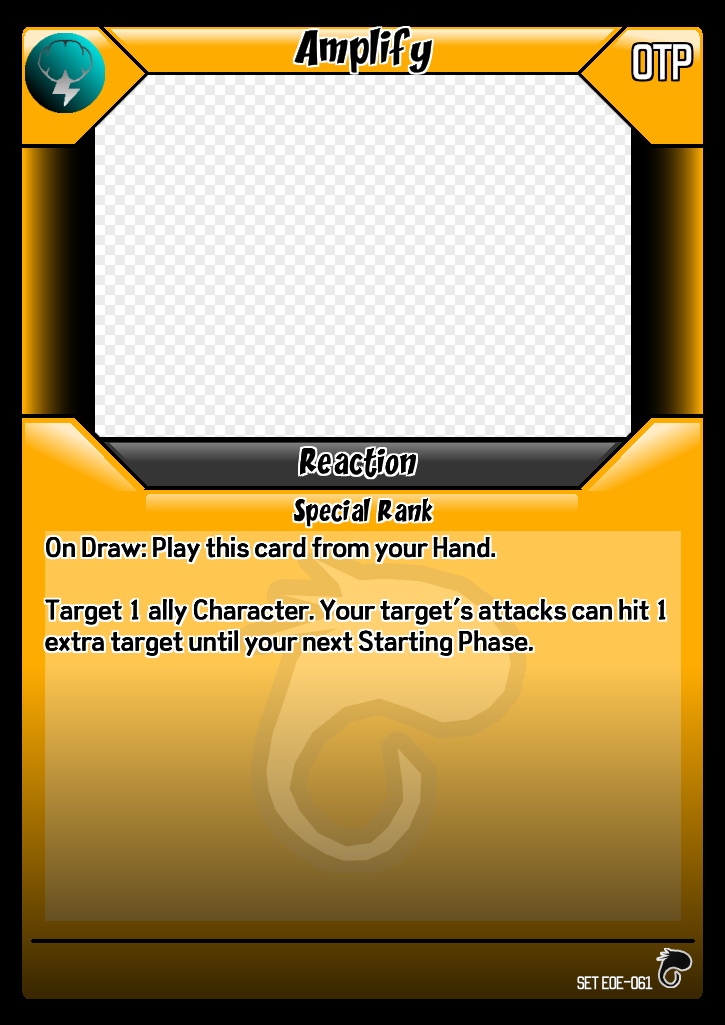 Amplify
OTP
Reaction
Special Rank
On Draw: Play this card from your Hand.
Target 1 ally Character. Your target's attacks can hit 1
extra target until your next Starting Phase.
SET EOE-061